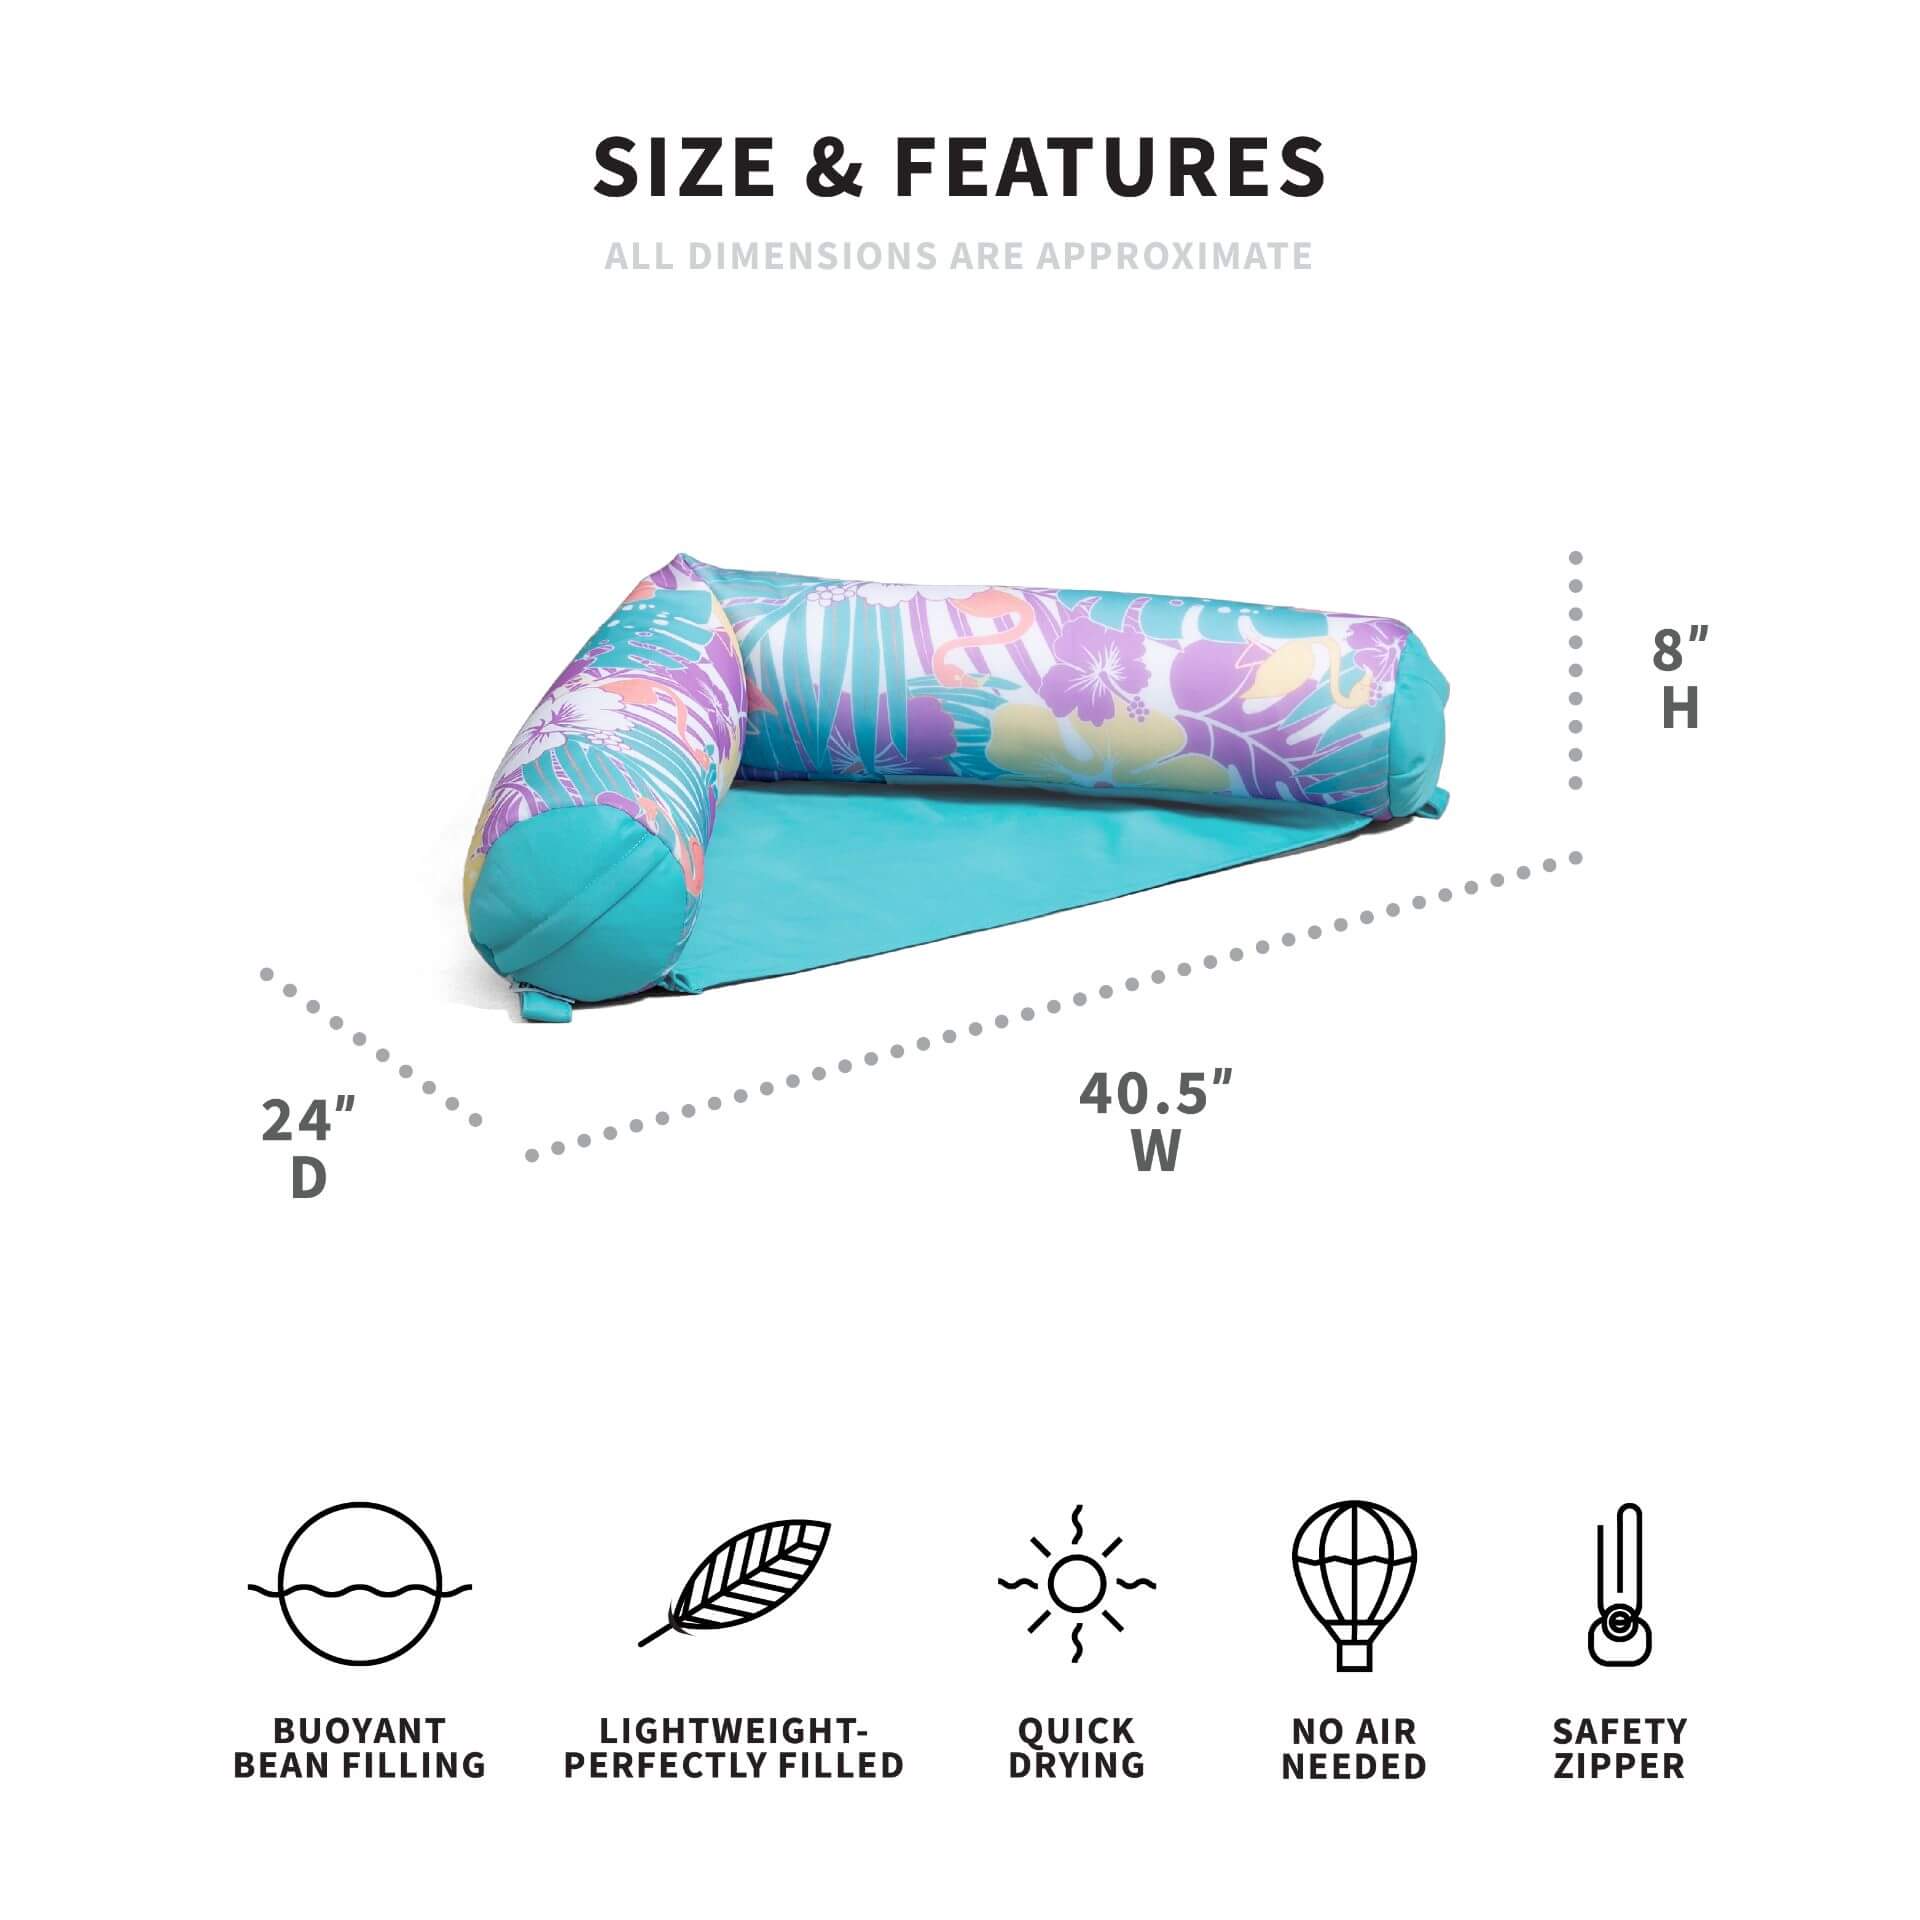 SIZE & FEATURES
ALL DIMENSIONS ARE APPROXIMATE
8"
H
24"
D
40.5"
W
BUOYANT
BEAN FILLING
LIGHTWEIGHT-
PERFECTLY FILLED
QUICK
DRYING
NO AIR
NEEDED
SAFETY
ZIPPER